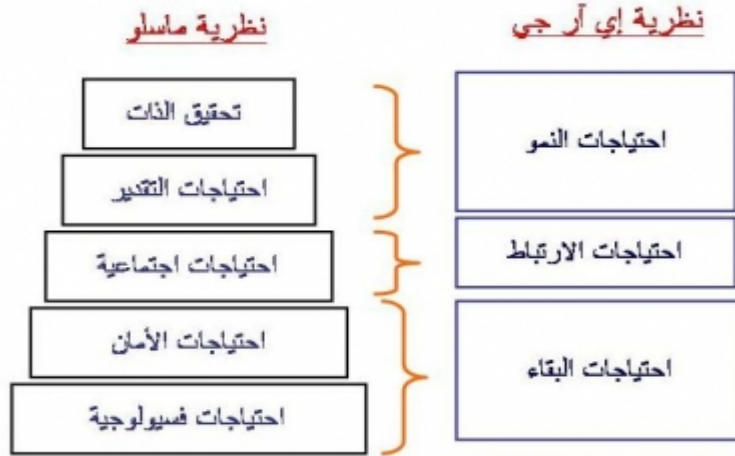 نظرية إي آر جي
نظرية ماسلو
احتياجات النمو
تحقيق الذات
احتياجات التقدير
احتياجات الارتباط
احتياجات اجتماعية
احتياجات البقاء
احتياجات الأمان
احتياجات فسيولوجية